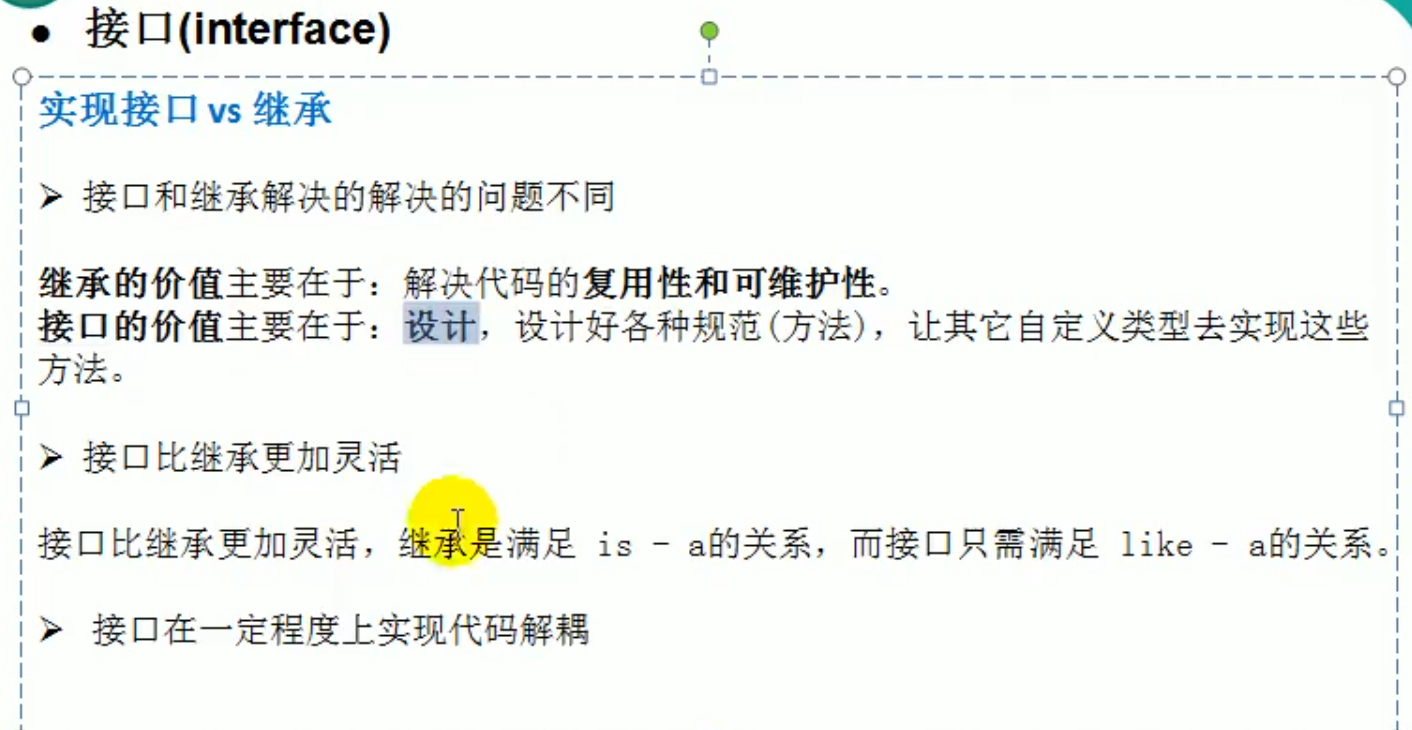 ● 接口(interface)
实现接口 vs 继承
➢ 接口和继承解决的解决的问题不同
继承的价值主要在于：解决代码的复用性和可维护性。
接口的价值主要在于：设计，设计好各种规范(方法)，让其它自定义类型去实现这些
方法。
➢ 接口比继承更加灵活
接口比继承更加灵活，继承是满足 is - a的关系，而接口只需满足 like - a的关系。
➢ 接口在一定程度上实现代码解耦